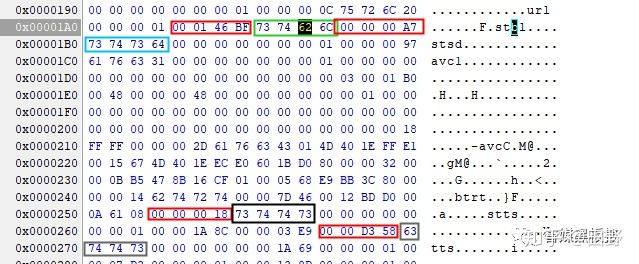 0x00000190 00 00 00 00 00 00 00 01 00 00 00 0C 75 72 6C 20 ............url
0x000001A0 00 00 00 01 00 01 46 BF 73 74 62 6C 00 00 00 A7 ......F.stbl....
0x000001B0 73 74 73 64 00 00 00 00 00 00 00 01 00 00 00 97 stsd............
0x000001C0 61 76 63 31 00 00 00 00 00 00 00 01 00 00 00 00 avc1............
0x000001D0 00 00 00 00 00 00 00 00 00 00 00 00 03 00 01 B0 ................
0x000001E0 00 48 00 00 00 48 00 00 00 00 00 00 00 01 00 00 .H...H..........
0x000001F0 00 00 00 00 00 00 00 00 00 00 00 00 00 00 00 00 ................
0x00000200 00 00 00 00 00 00 00 00 00 00 00 00 00 00 00 18 ................
0x00000210 FF FF 00 00 00 2D 61 76 63 43 01 4D 40 1E FF E1 .....-avcC.M@...
0x00000220 00 15 67 4D 40 1E EC E0 60 1B D0 80 00 00 32 00 ..gM@...`.....2.
0x00000230 00 0B B5 47 8B 16 CF 01 00 05 68 E9 BB 3C 80 00 ...G......h..<..
0x00000240 00 00 14 62 74 72 74 00 00 7D 46 00 12 BD D0 00 ...btrt..}F.....
0x00000250 0A 61 08 00 00 00 18 73 74 74 73 00 00 00 00 00 .a.....stts.....
0x00000260 00 00 01 00 00 1A 8C 00 00 03 E9 00 00 D3 58 63
0x00000270 74 74 73 00 00 00 00 00 00 1A 69 00 00 00 01 00 tts.......i.....